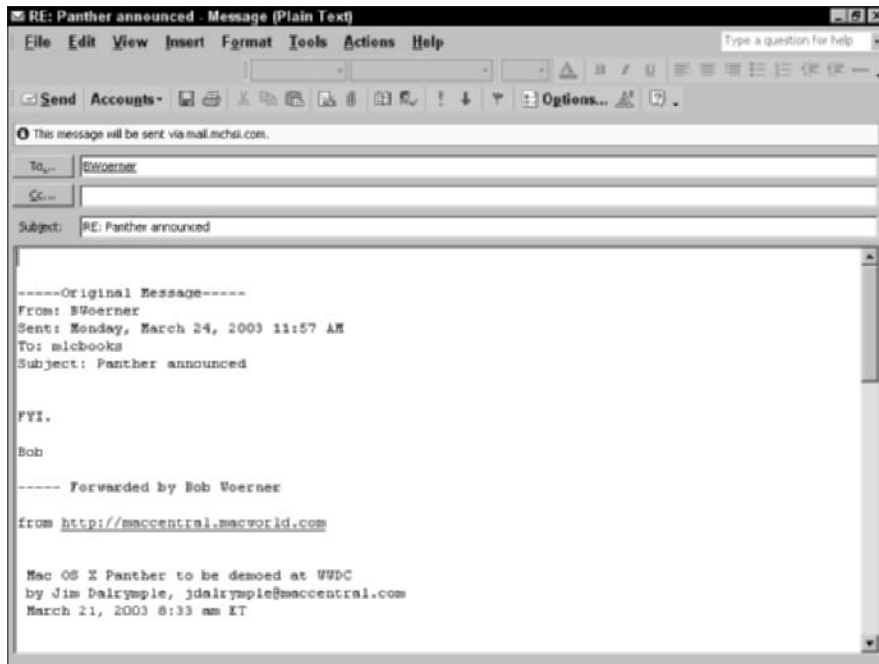 RE: Panther announced - Message (Plain Text)
File Edit View Insert Format Tools Actions Help
Type a question for help
Send Accounts Options...
This message will be sent via mail.mchsi.com.
To... BWoerner
Cc...
Subject: RE: Panther announced
-----Original Message-----
From: BWoerner
Sent: Monday, March 24, 2003 11:57 AM
To: mlcbooks
Subject: Panther announced
FYI.
Bob
----- Forwarded by Bob Woerner
from http://maccentral.macworld.com
Mac OS X Panther to be demoed at WWDC
by Jim Dalrymple, jdalrymple@maccentral.com
March 21, 2003 8:33 am ET